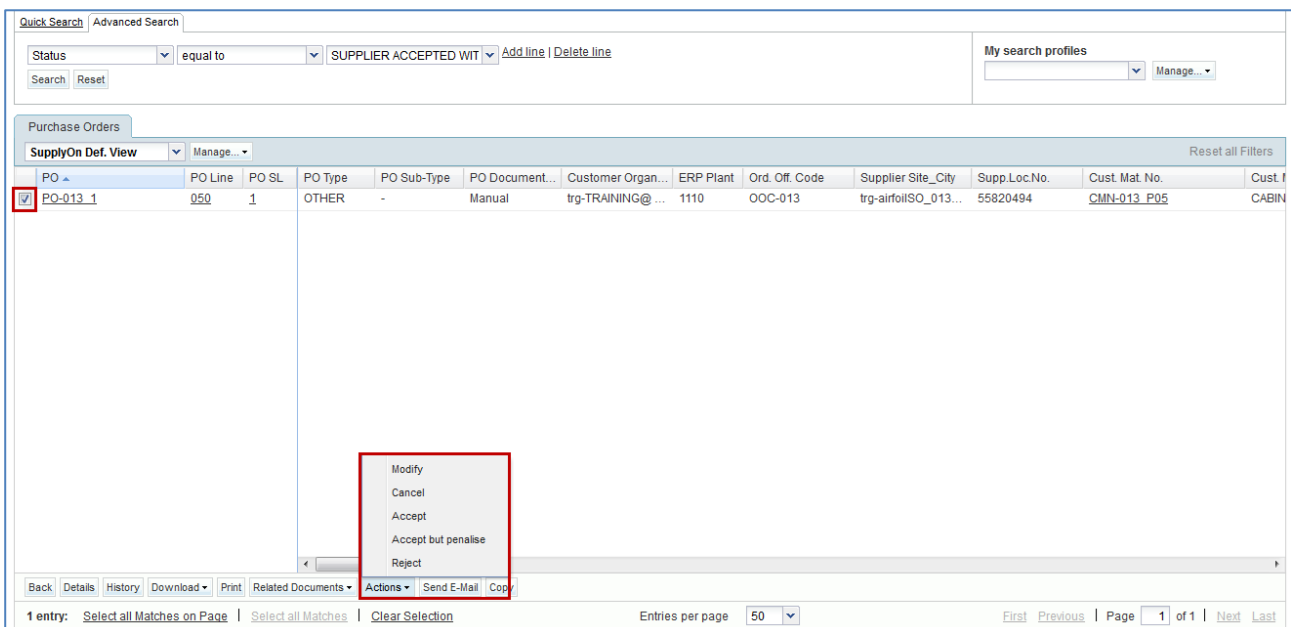 Quick Search Advanced Search
Status equal to SUPPLIER ACCEPTED WIT Add line | Delete line
Search Reset
My search profiles
Manage...
Purchase Orders
SupplyOn Def. View Manage... Reset all Filters
PO PO Line PO SL PO Type PO Sub-Type PO Document... Customer Organ... ERP Plant Ord. Off. Code Supplier Site_City Supp.Loc.No. Cust. Mat. No. Cust.
PO-013_1 050 1 OTHER - Manual trg-TRAINING@ ... 1110 OOC-013 trg-airfoilSO_013... 55820494 CMN-013_P05 CABIN
Modify
Cancel
Accept
Accept but penalise
Reject
Back Details History Download Print Related Documents Actions Send E-Mail Copy
1 entry: Select all Matches on Page | Select all Matches | Clear Selection Entries per page 50 First Previous | Page 1 of 1 | Next Last